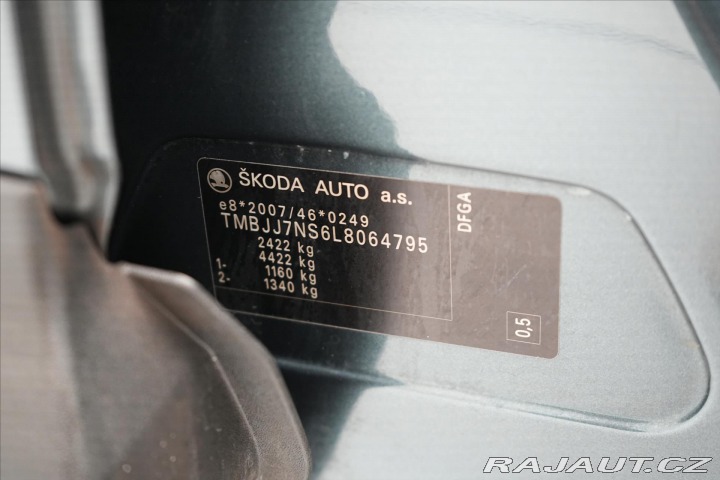 ŠKODA AUTO a.s.
e8*2007/46*0249
TMBJJ7NS6L8064795
2422 kg
1- 4422 kg
2- 1160 kg
1340 kg
DFGA
0,5
RAJAUT.CZ